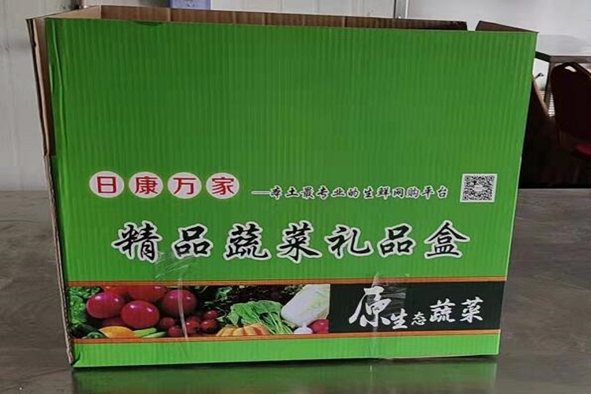 日康万家 ——本土最专业的生鲜网购平台
精品蔬菜礼品盒
原生态蔬菜